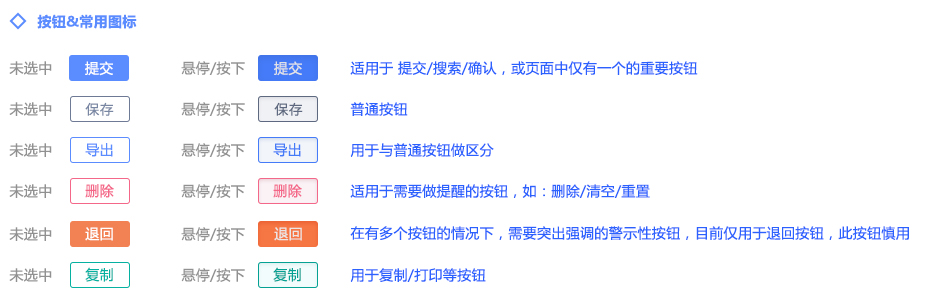 按钮&常用图标
未选中 提交 悬停/按下 提交 适用于 提交/搜索/确认，或页面中仅有一个的重要按钮
未选中 保存 悬停/按下 保存 普通按钮
未选中 导出 悬停/按下 导出 用于与普通按钮做区分
未选中 删除 悬停/按下 删除 适用于需要做提醒的按钮，如：删除/清空/重置
未选中 退回 悬停/按下 退回 在有多个按钮的情况下，需要突出强调的警示性按钮，目前仅用于退回按钮，此按钮慎用
未选中 复制 悬停/按下 复制 用于复制/打印等按钮